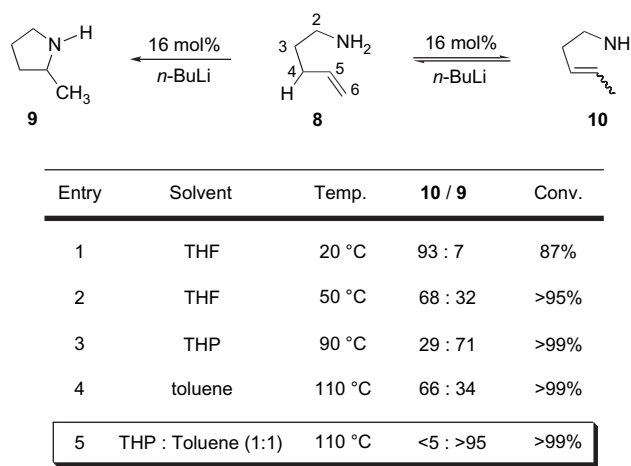 N H
CH3
9
16 mol%
n-BuLi
2
3
NH2
4
5
H
6
8
16 mol%
n-BuLi
NH
10
Entry Solvent Temp. 10 / 9 Conv.
1 THF 20 °C 93 : 7 87%
2 THF 50 °C 68 : 32 >95%
3 THP 90 °C 29 : 71 >99%
4 toluene 110 °C 66 : 34 >99%
5 THP : Toluene (1:1) 110 °C <5 : >95 >99%